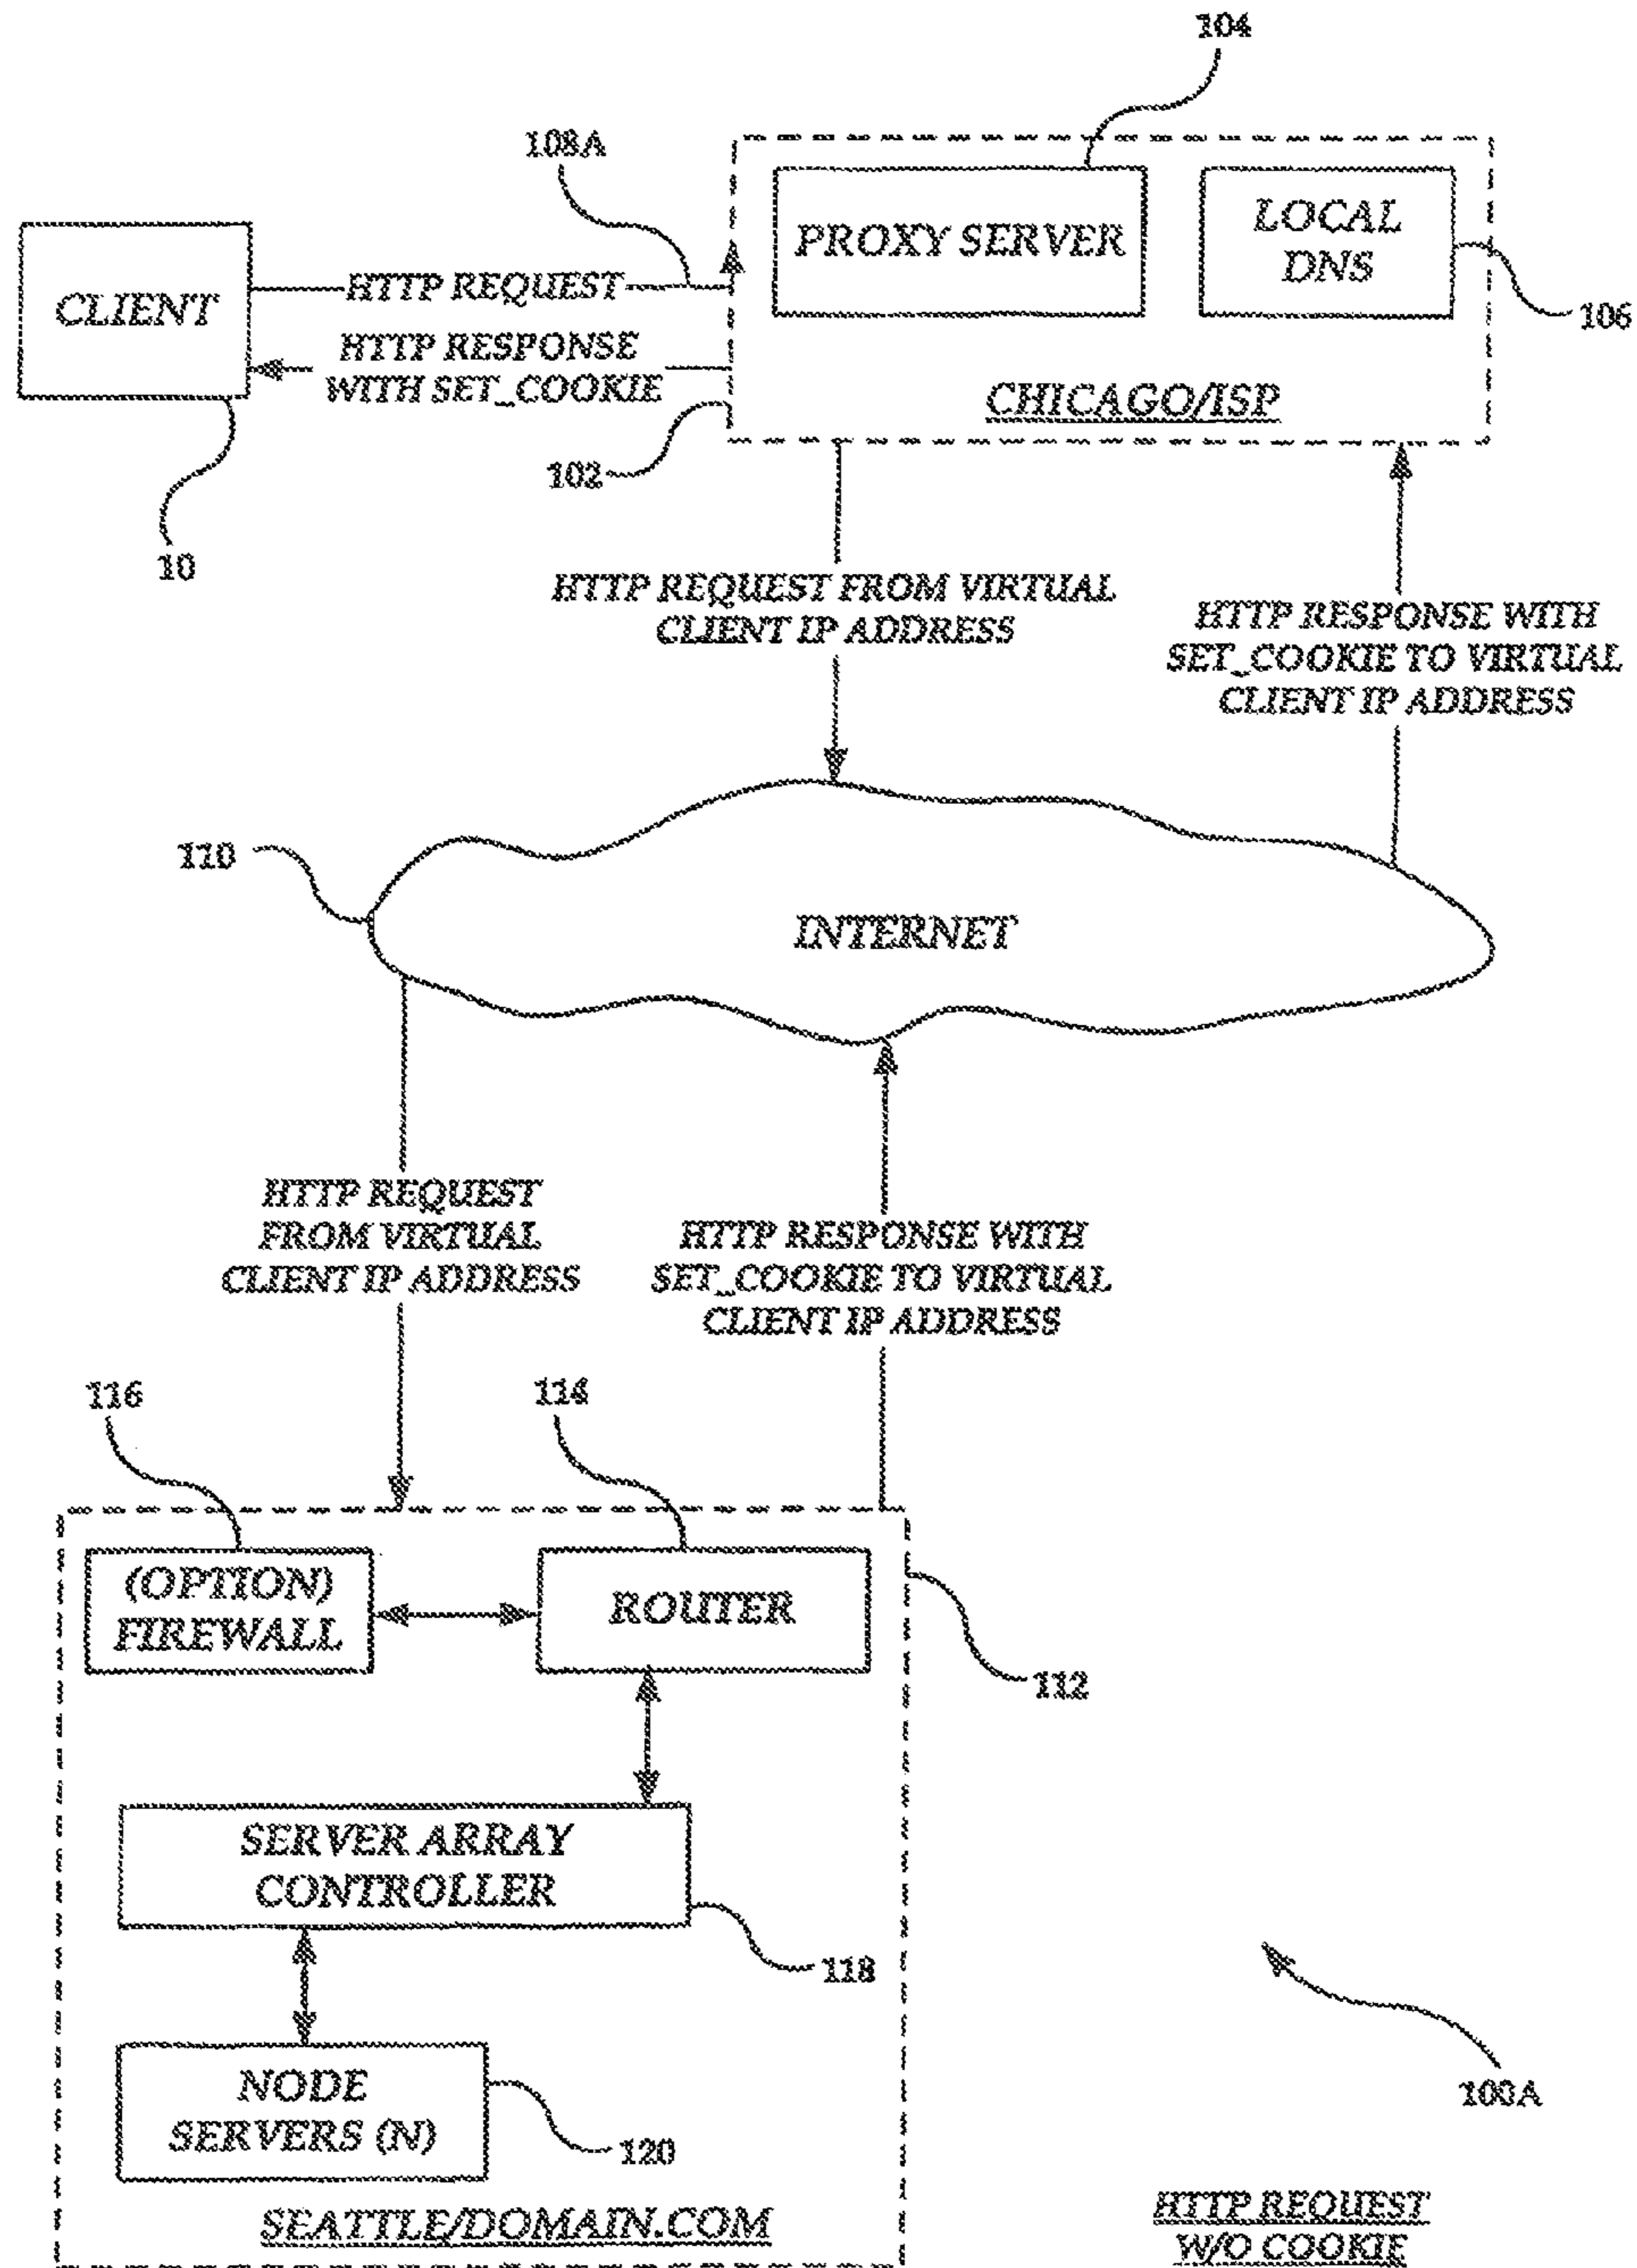 104
108A
PROXY SERVER
LOCAL
DNS
CLIENT
HTTP REQUEST
106
HTTP RESPONSE
WITH SET_COOKIE
CHICAGO/ISP
102
10
HTTP REQUEST FROM VIRTUAL
CLIENT IP ADDRESS
HTTP RESPONSE WITH
SET_COOKIE TO VIRTUAL
CLIENT IP ADDRESS
110
INTERNET
HTTP REQUEST
FROM VIRTUAL
CLIENT IP ADDRESS
HTTP RESPONSE WITH
SET_COOKIE TO VIRTUAL
CLIENT IP ADDRESS
116
114
(OPTION)
FIREWALL
ROUTER
112
SERVER ARRAY
CONTROLLER
118
NODE
SERVERS (N)
120
100A
SEATTLE/DOMAIN.COM
HTTP REQUEST
W/O COOKIE